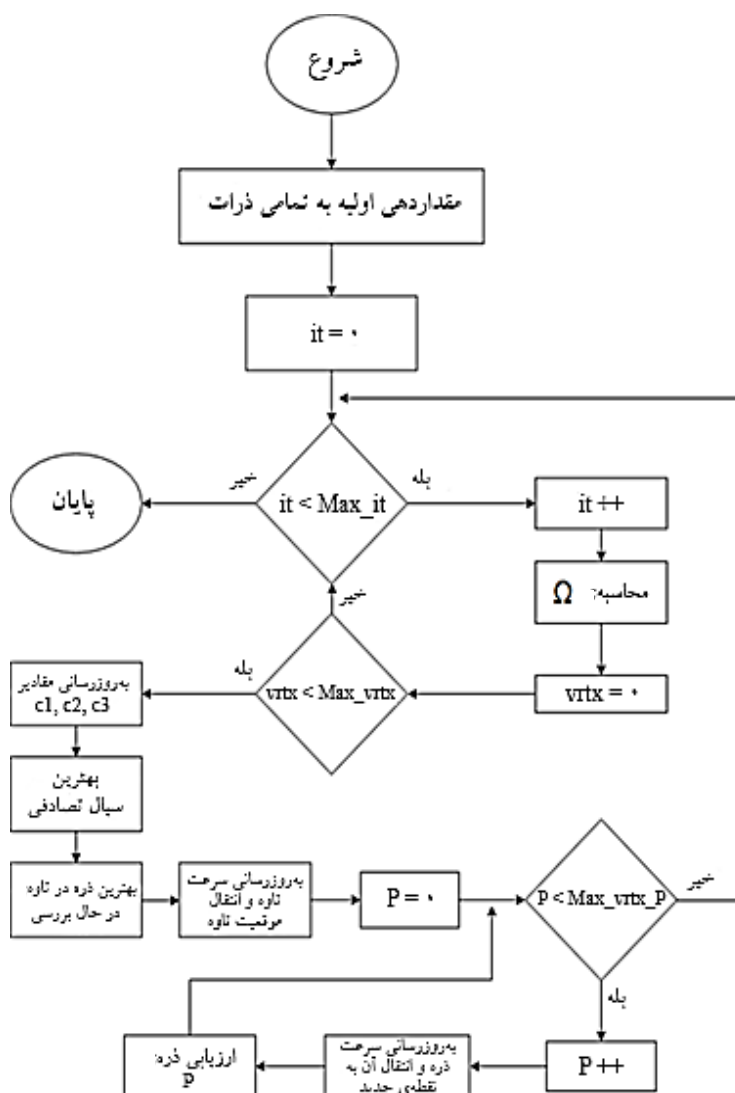 شروع
مقداردهی اولیه به تمامی ذرات
it = ۰
it < Max_it
خیر
پایان
بله
it ++
محاسبه: Ω
vrtx = ۰
خیر
vrtx < Max_vrtx
بله
به‌روزرسانی مقادیر
c1, c2, c3
بهترین
سیال تصادفی
بهترین ذره در تاوه
در حال بررسی
به‌روزرسانی سرعت
تاوه و انتقال
موقعیت تاوه
P = ۰
P < Max_vrtx_P
خیر
بله
P ++
به‌روزرسانی سرعت
ذره و انتقال آن به
نقطه‌ی جدید
ارزیابی ذره:
P